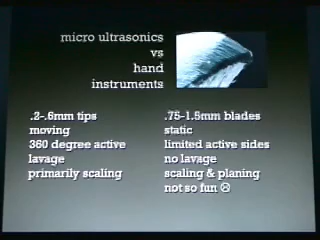 micro ultrasonics
vs
hand
instruments
.2-.6mm tips
moving
360 degree active
lavage
primarily scaling
.75-1.5mm blades
static
limited active sides
no lavage
scaling & planing
not so fun ☹